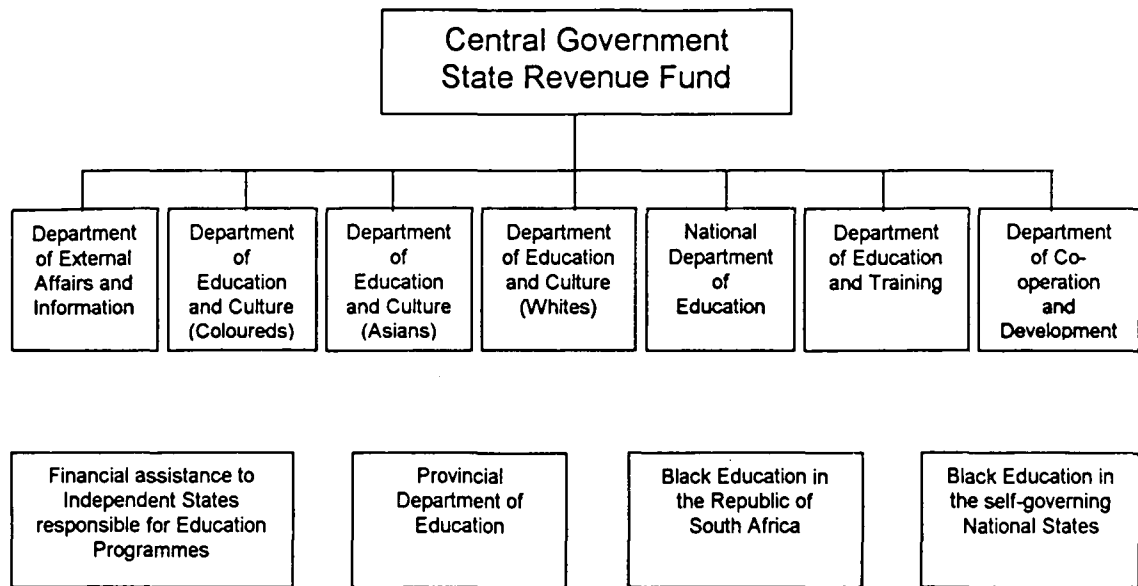 Central Government
State Revenue Fund
Department
of External
Affairs and
Information
Department
of
Education
and Culture
(Coloureds)
Department
of
Education
and Culture
(Asians)
Department
of Education
and Culture
(Whites)
National
Department
of
Education
Department
of Education
and Training
Department
of Co-
operation
and
Development
Financial assistance to
Independent States
responsible for Education
Programmes
Provincial
Department of
Education
Black Education in
the Republic of
South Africa
Black Education in
the self-governing
National States